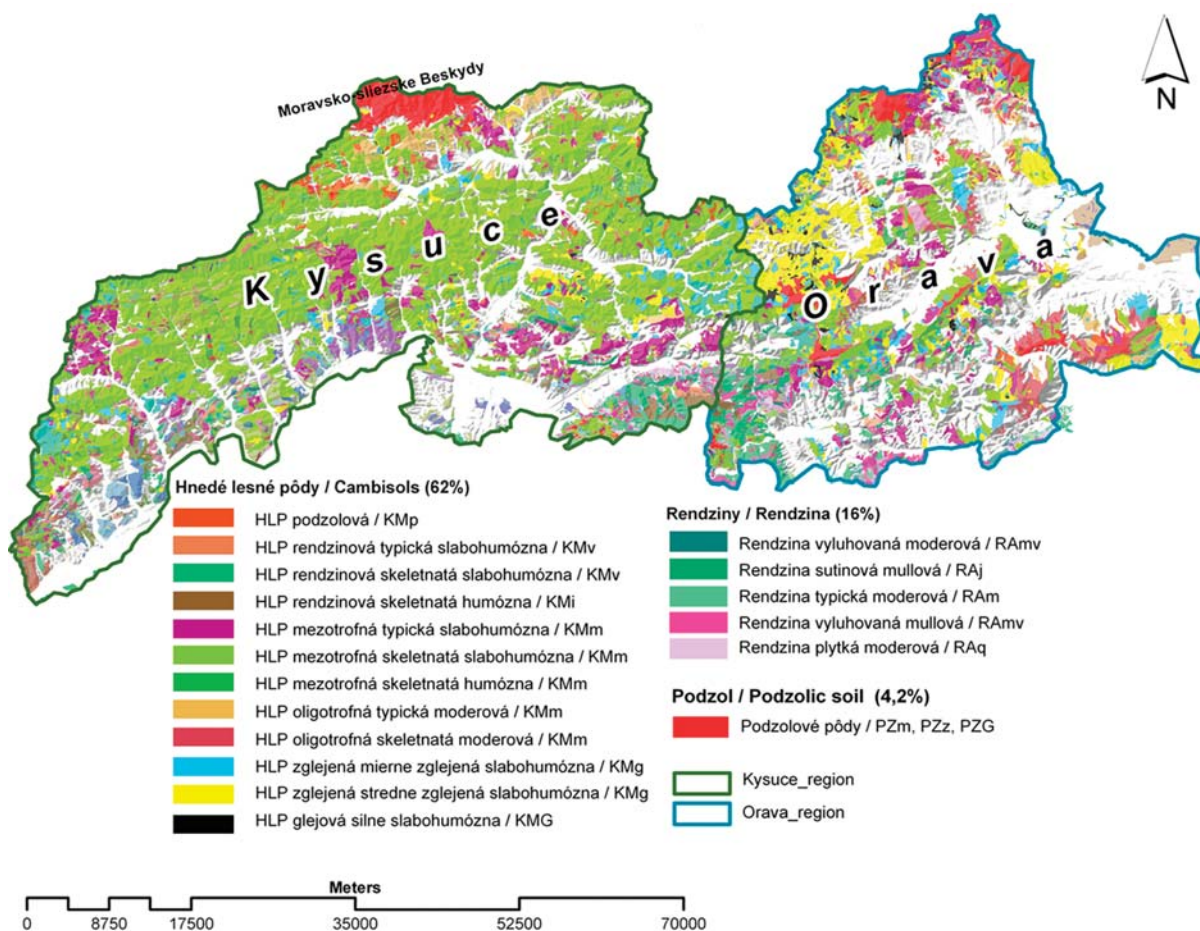 Moravsko-sliezske Beskydy
N
Kysuce
Orava
Hnedé lesné pôdy / Cambisols (62%)
HLP podzolová / KMp
HLP rendzinová typická slabohumózna / KMv
HLP rendzinová skeletnatá slabohumózna / KMv
HLP rendzinová skeletnatá humózna / KMi
HLP mezotrofná typická slabohumózna / KMm
HLP mezotrofná skeletnatá slabohumózna / KMm
HLP mezotrofná skeletnatá humózna / KMm
HLP oligotrofná typická moderová / KMm
HLP oligotrofná skeletnatá moderová / KMm
HLP zglejená mierne zglejená slabohumózna / KMg
HLP zglejená stredne zglejená slabohumózna / KMg
HLP glejová silne slabohumózna / KMG
Rendziny / Rendzina (16%)
Rendzina vyluhovaná moderová / RAmv
Rendzina sutinová mullová / RAj
Rendzina typická moderová / RAm
Rendzina vyluhovaná mullová / RAmv
Rendzina plytká moderová / RAq
Podzol / Podzolic soil (4,2%)
Podzolové pôdy / PZm, PZz, PZG
Kysuce_region
Orava_region
Meters
0 8750 17500 35000 52500 70000